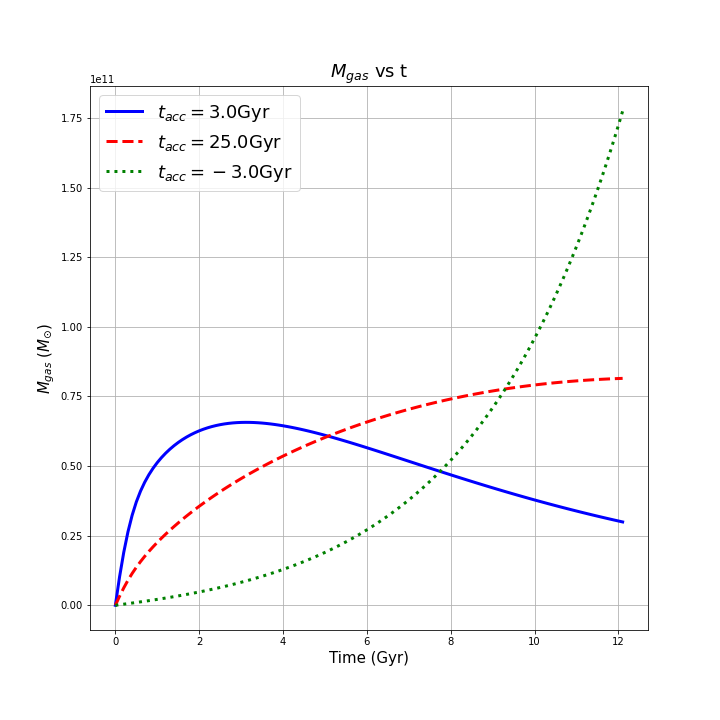 M_gas vs t
1e11
t_acc = 3.0Gyr
t_acc = 25.0Gyr
t_acc = − 3.0Gyr
1.75
1.50
1.25
1.00
0.75
0.50
0.25
0.00
M_gas (M_⊙)
0 2 4 6 8 10 12
Time (Gyr)